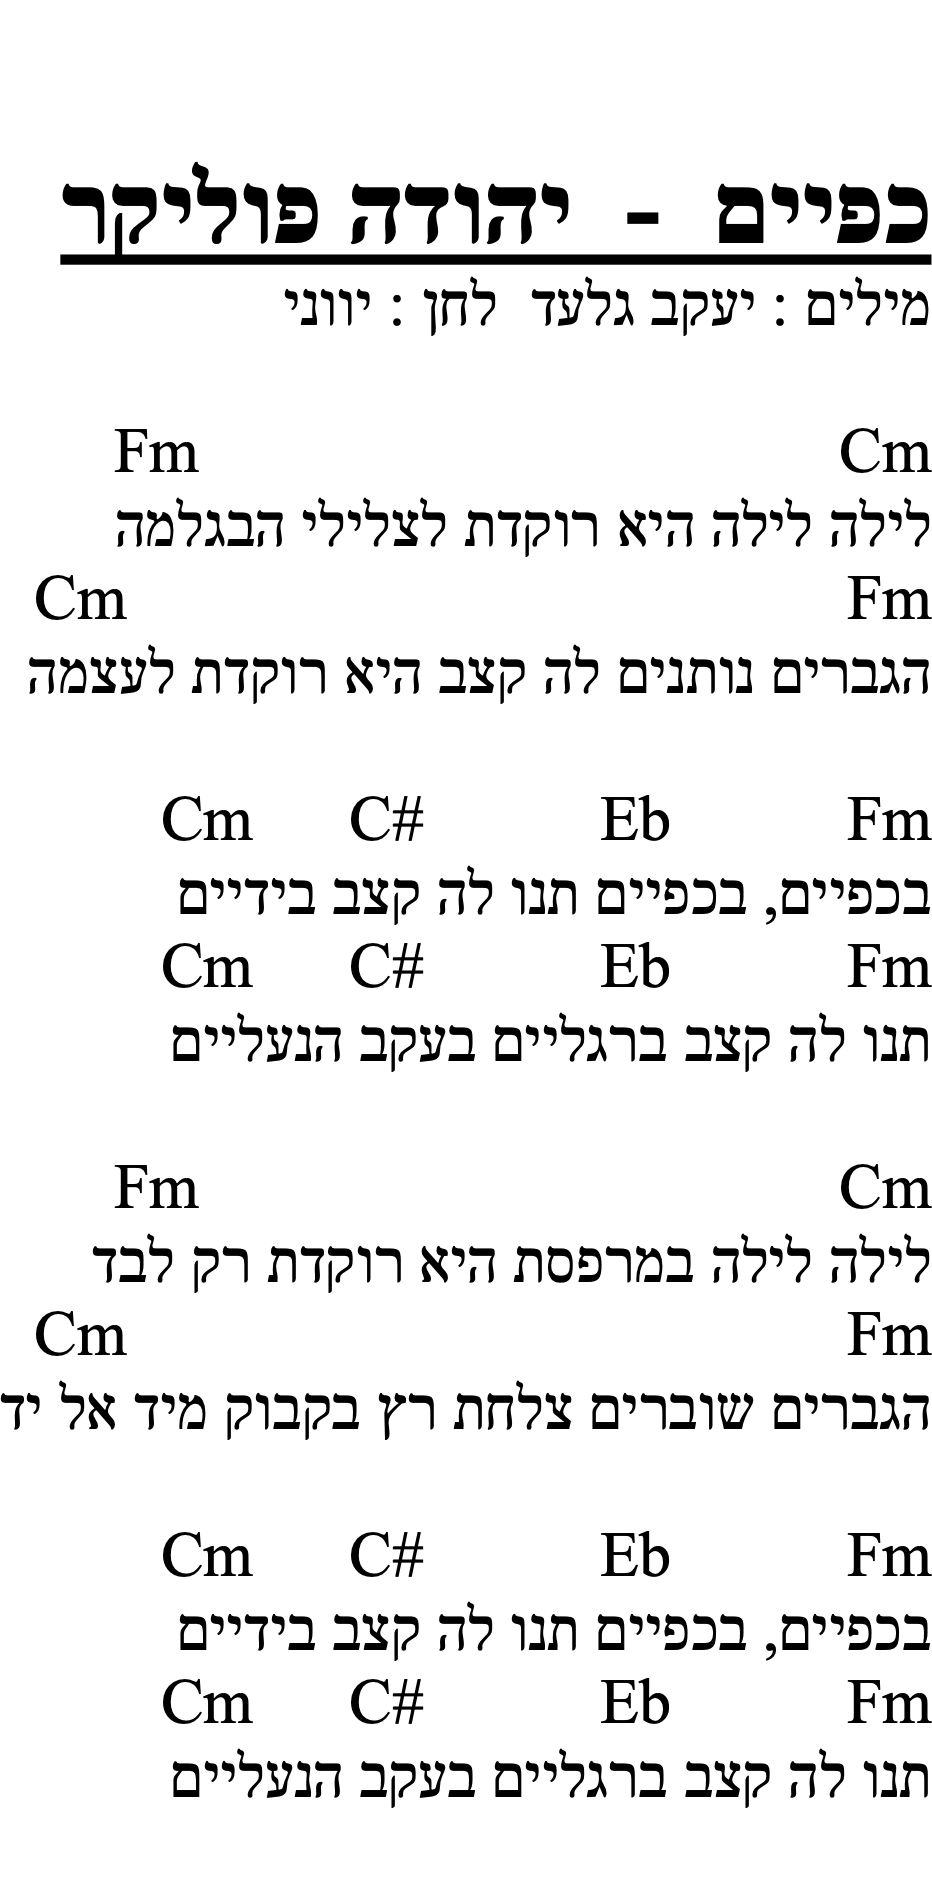 כפיים - יהודה פוליקר
מילים : יעקב גלעד לחן : יווני
Cm Fm
לילה לילה היא רוקדת לצלילי הבגלמה
Fm Cm
הגברים נותנים לה קצב היא רוקדת לעצמה
Fm Eb C# Cm
בכפיים, בכפיים תנו לה קצב בידיים
Fm Eb C# Cm
תנו לה קצב ברגליים בעקב הנעליים
Cm Fm
לילה לילה במרפסת היא רוקדת רק לבד
Fm Cm
הגברים שוברים צלחת רץ בקבוק מיד אל יד
Fm Eb C# Cm
בכפיים, בכפיים תנו לה קצב בידיים
Fm Eb C# Cm
תנו לה קצב ברגליים בעקב הנעליים